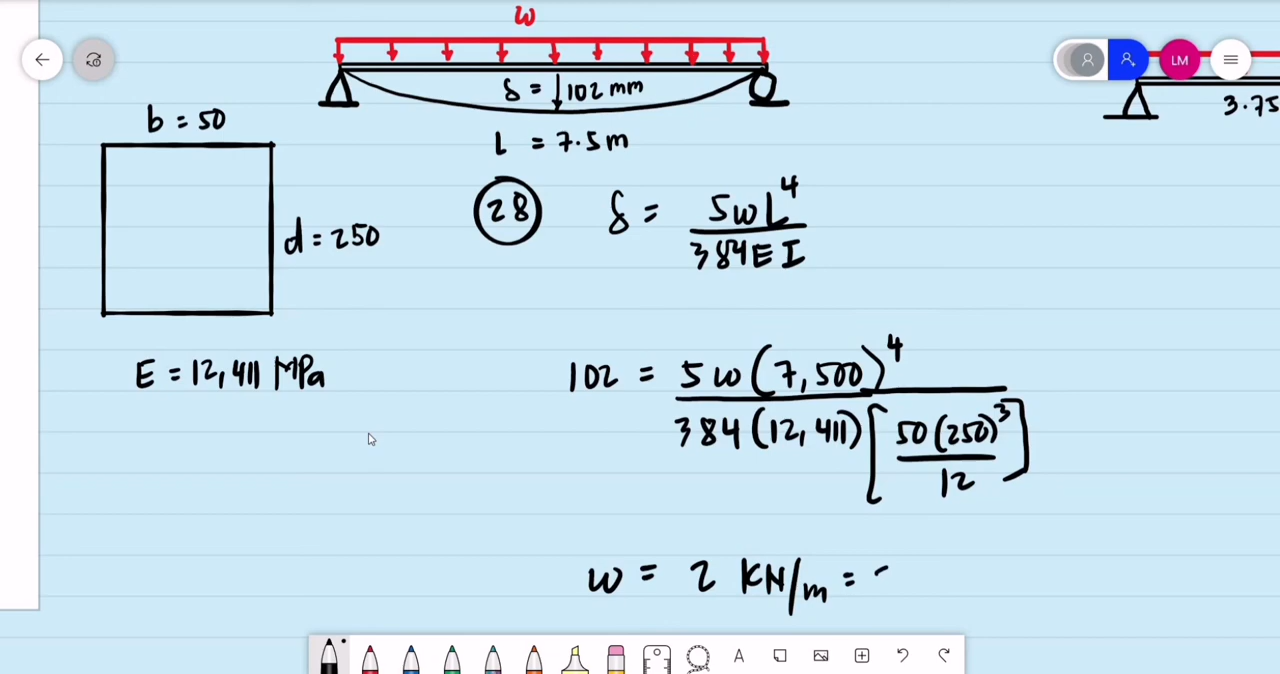 w
δ = 102 mm
L = 7.5 m
b = 50
d = 250
E = 12,411 MPa
28
δ = 5wL⁴
384EI
102 = 5w(7,500)⁴
384(12,411)[50(250)³
12]
w = 2 KN/m =
LM
3.75
A